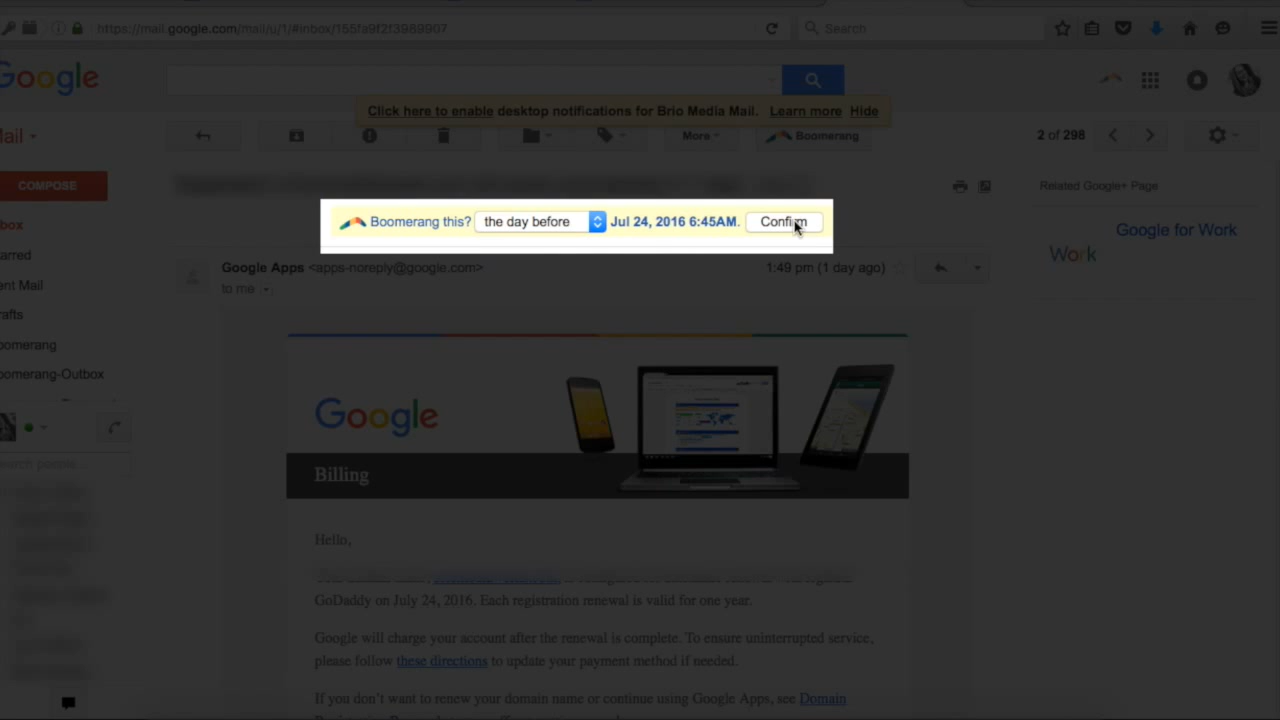 https://mail.google.com/mail/u/1/#inbox/155fa9f2f3989907
Search
Google
Click here to enable desktop notifications for Brio Media Mail. Learn more Hide
ail
More
Boomerang
2 of 298
COMPOSE
Related Google+ Page
box
Boomerang this? the day before Jul 24, 2016 6:45AM. Confirm
Google for Work
Work
arred
Google Apps <apps-noreply@google.com>
1:49 pm (1 day ago)
ent Mail
to me
afts
oomerang
oomerang-Outbox
earch people...
Google
Billing
Hello,
GoDaddy on July 24, 2016. Each registration renewal is valid for one year.
Google will charge your account after the renewal is complete. To ensure uninterrupted service,
please follow these directions to update your payment method if needed.
If you don't want to renew your domain name or continue using Google Apps, see Domain